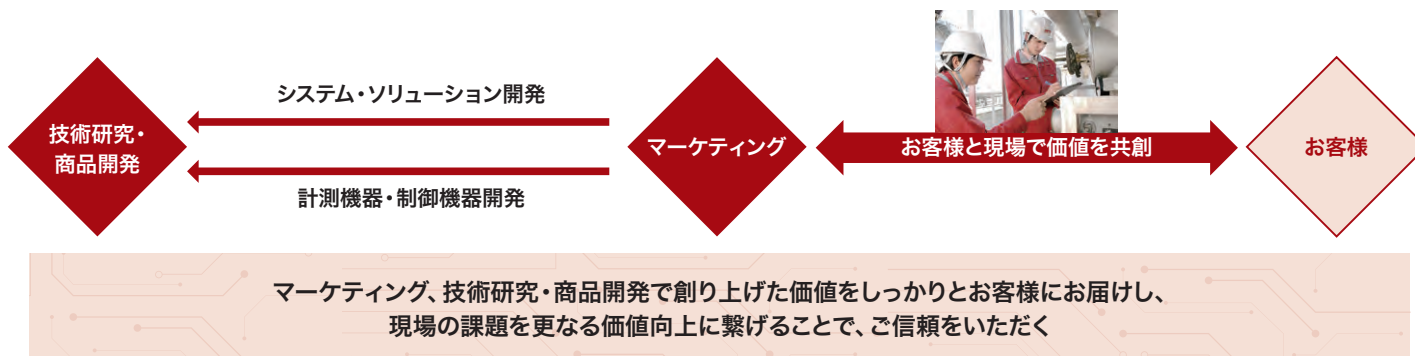 システム・ソリューション開発
技術研究・
商品開発
マーケティング
お客様と現場で価値を共創
お客様
計測機器・制御機器開発
マーケティング、技術研究・商品開発で創り上げた価値をしっかりとお客様にお届けし、
現場の課題を更なる価値向上に繋げることで、ご信頼をいただく